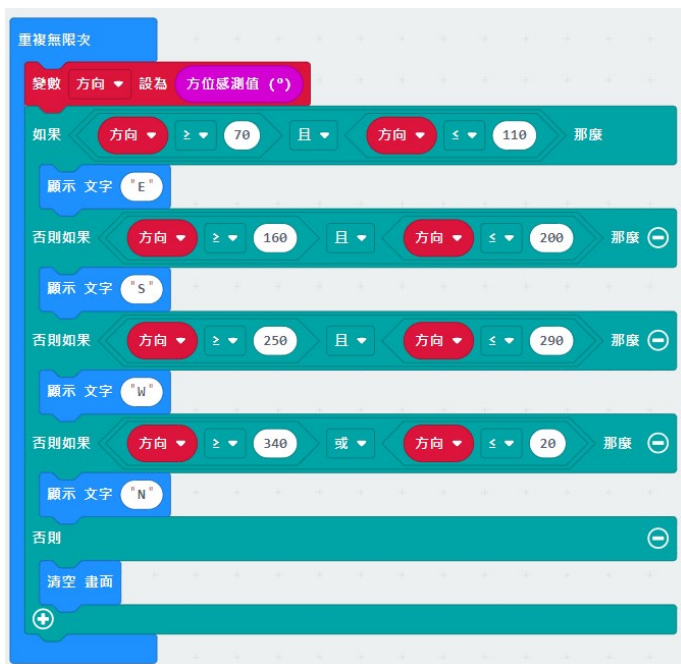 重複無限次
變數 方向 設為 方位感測值 (°)
如果 方向 ≥ 70 且 方向 ≤ 110 那麼
顯示 文字 "E"
否則如果 方向 ≥ 160 且 方向 ≤ 200 那麼
顯示 文字 "S"
否則如果 方向 ≥ 250 且 方向 ≤ 290 那麼
顯示 文字 "W"
否則如果 方向 ≥ 340 或 方向 ≤ 20 那麼
顯示 文字 "N"
否則
清空 畫面